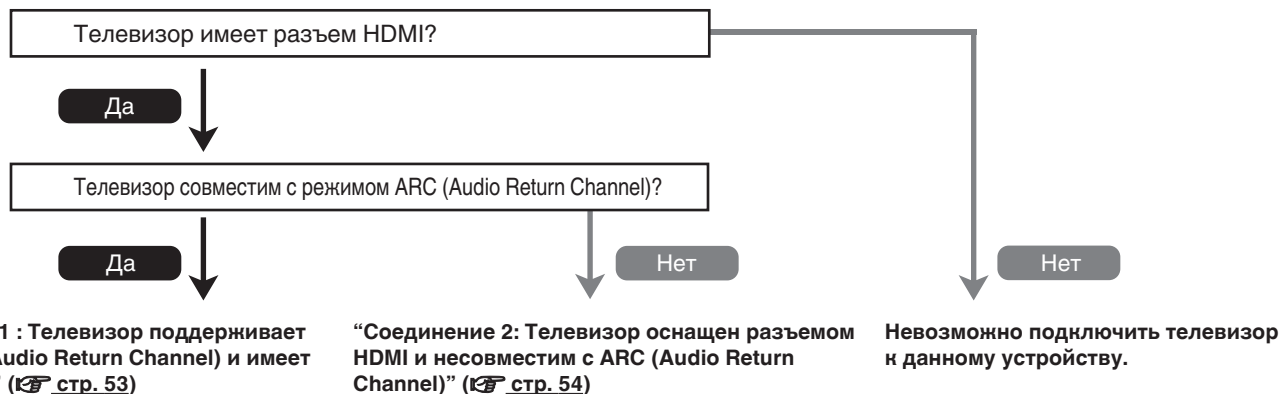 Телевизор имеет разъем HDMI?
Да
Телевизор совместим с режимом ARC (Audio Return Channel)?
Да
Нет
Нет
1 : Телевизор поддерживает
Audio Return Channel) и имеет
” (☞ стр. 53)
“Соединение 2: Телевизор оснащен разъемом
HDMI и несовместим с ARC (Audio Return
Channel)” (☞ стр. 54)
Невозможно подключить телевизор
к данному устройству.